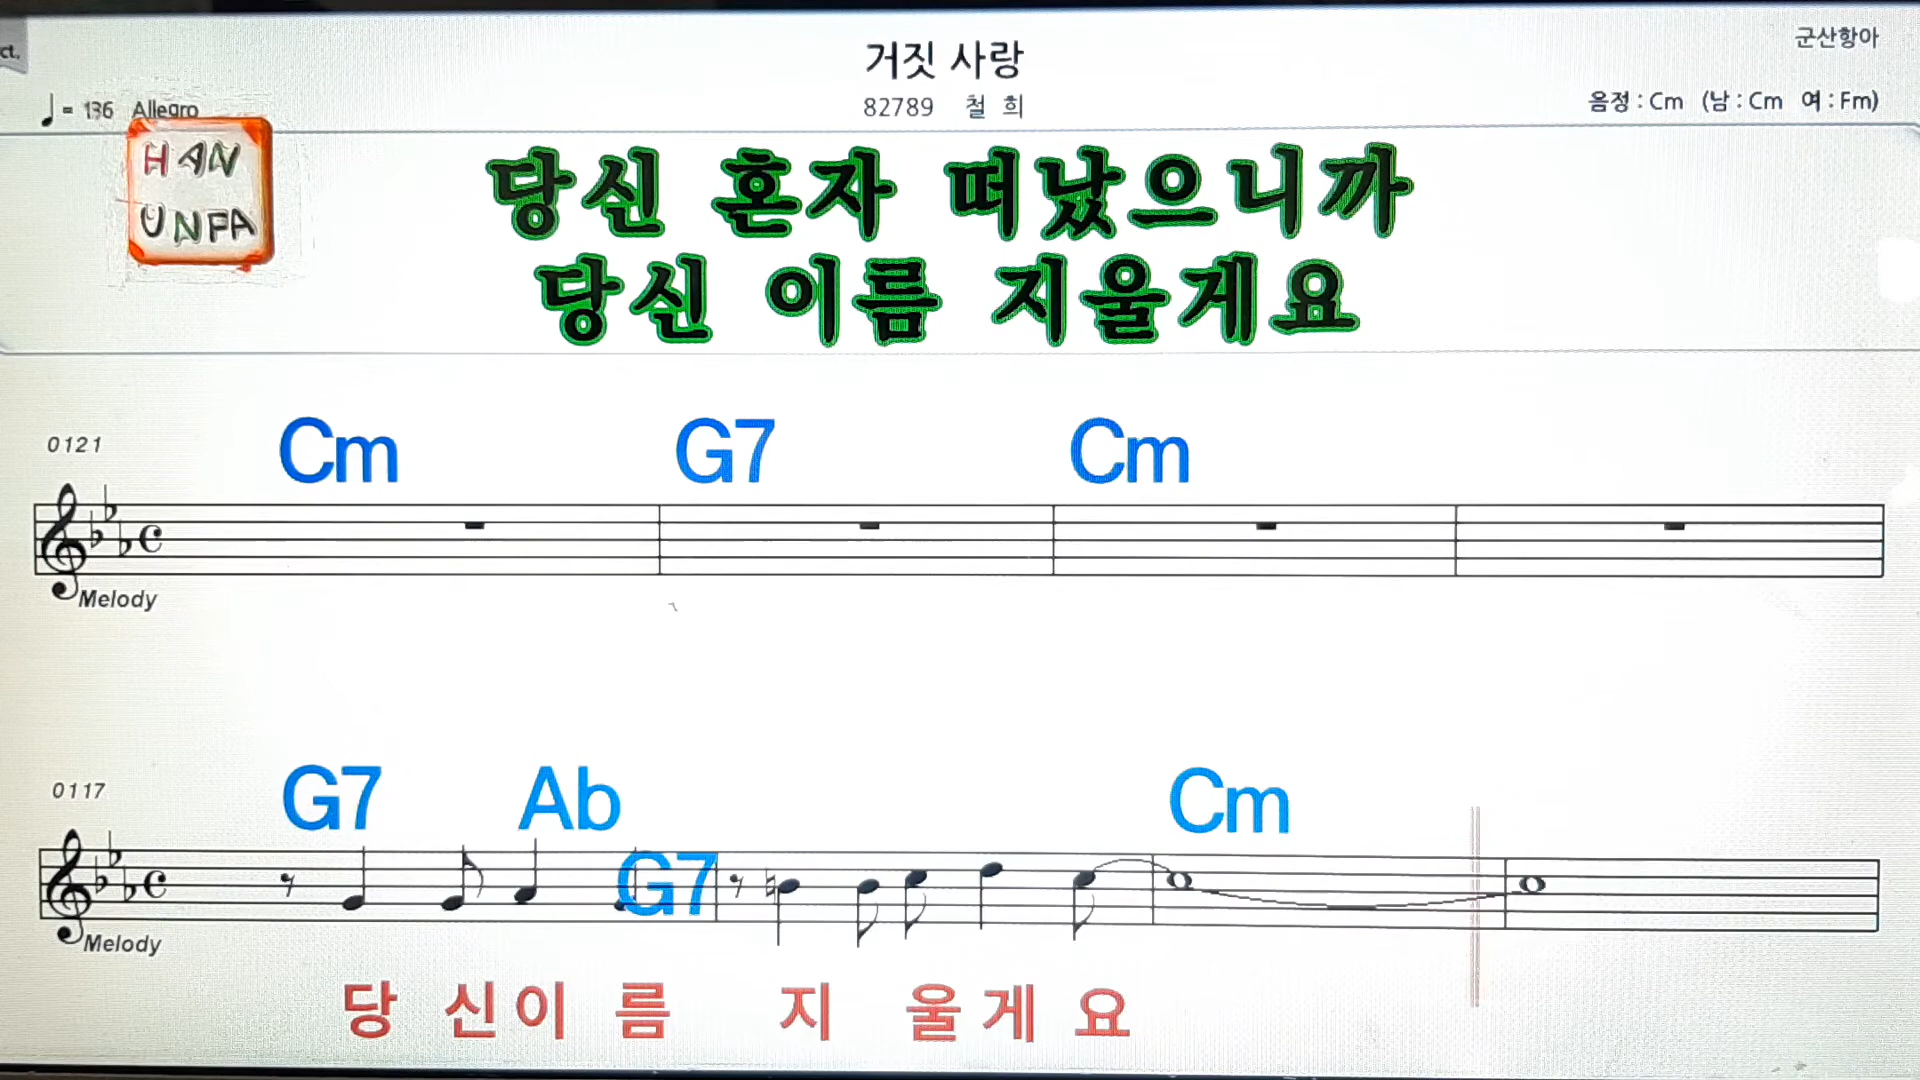 ct.
거짓 사랑
군산항아
♩ = 136 Allegro
82789 철 희
음정 : Cm (남 : Cm 여 : Fm)
HAN
UNPA
당신 혼자 떠났으니까
당신 이름 지울게요
0121
Cm G7 Cm
Melody
0117
G7 Ab G7 Cm
Melody
당 신이 름 지 울게 요